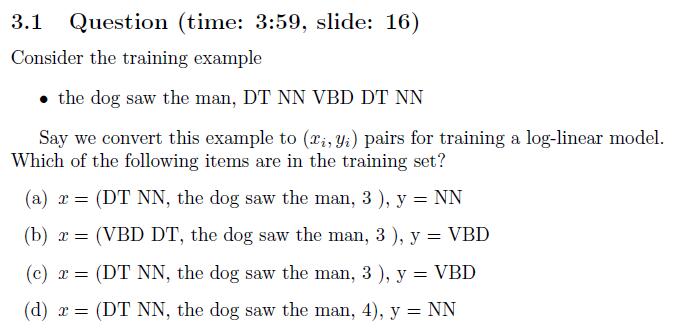 3.1 Question (time: 3:59, slide: 16)
Consider the training example
• the dog saw the man, DT NN VBD DT NN
Say we convert this example to (xᵢ, yᵢ) pairs for training a log-linear model.
Which of the following items are in the training set?
(a) x = (DT NN, the dog saw the man, 3 ), y = NN
(b) x = (VBD DT, the dog saw the man, 3 ), y = VBD
(c) x = (DT NN, the dog saw the man, 3 ), y = VBD
(d) x = (DT NN, the dog saw the man, 4), y = NN